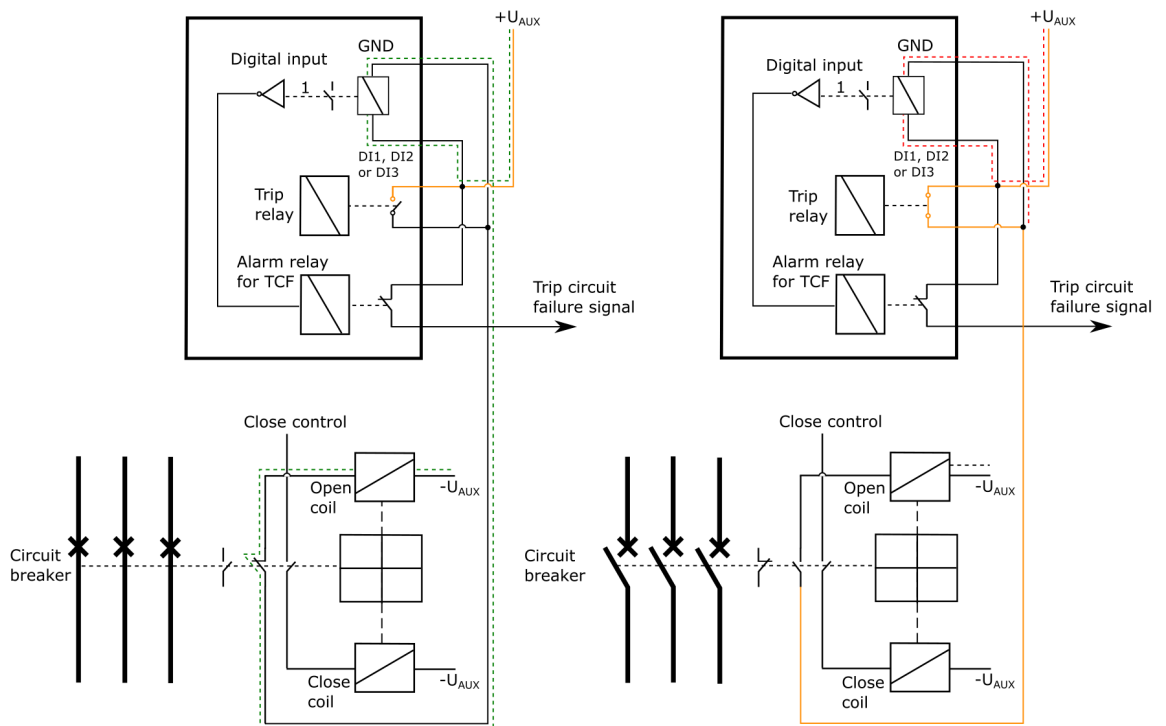 +UAUX
GND
Digital input
1
DI1, DI2
or DI3
Trip
relay
Alarm relay
for TCF
Trip circuit
failure signal
Close control
Open
coil
-UAUX
Circuit
breaker
Close
coil
-UAUX
+UAUX
GND
Digital input
1
DI1, DI2
or DI3
Trip
relay
Alarm relay
for TCF
Trip circuit
failure signal
Close control
Open
coil
-UAUX
Circuit
breaker
Close
coil
-UAUX